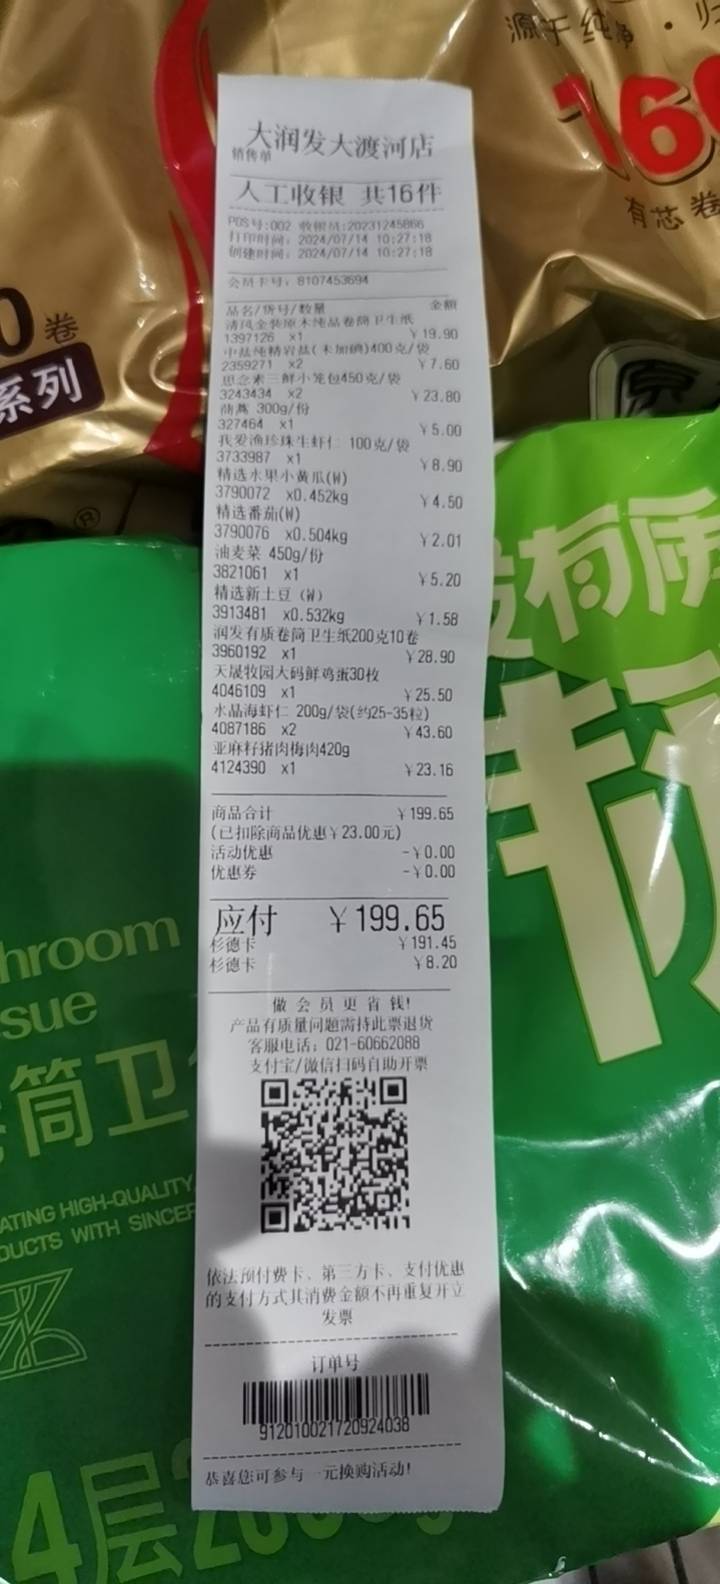 源于纯净·归
160
有芯 卷
0卷
系列
大润发大渡河店
销售单
人工收银 共16件
POS号:002 收银员:20231245866
打印时间: 2024/07/14 10:27:18
创建时间: 2024/07/14 10:27:18
会员卡号: 8107453694
品名/货号/数量 金额
清风金装原木纯品卷筒卫生纸
1397126 x1 ¥19.90
中盐纯精岩盐(未加碘)400克/袋
2359271 x2 ¥7.60
思念素三鲜小笼包450克/袋
3243434 x2 ¥23.80
茼蒿 300g/份
327464 x1 ¥5.00
我爱渔珍珠生虾仁 100克/袋
3733987 x1 ¥8.90
精选水果小黄瓜(W)
3790072 x0.452kg ¥4.50
精选番茄(W)
3790076 x0.504kg ¥2.01
油麦菜 450g/份
3821061 x1 ¥5.20
精选新土豆 (W)
3913481 x0.532kg ¥1.58
润发有质卷筒卫生纸200克10卷
3960192 x1 ¥28.90
天晟牧园大码鲜鸡蛋30枚
4046109 x1 ¥25.50
水晶海虾仁 200g/袋(约25-35粒)
4087186 x2 ¥43.60
亚麻籽猪肉梅肉420g
4124390 x1 ¥23.16
商品合计 ¥199.65
(已扣除商品优惠¥23.00元)
活动优惠 -¥0.00
优惠券 -¥0.00
应付 ¥199.65
杉德卡 ¥191.45
杉德卡 ¥8.20
做会员更省钱!
产品有质量问题需持此票退货
客服电话: 021-60662088
支付宝/微信扫码自助开票
依法预付费卡、第三方卡、支付优惠
的支付方式其消费金额不再重复开立
发票
订单号
912010021720924038
恭喜您可参与一元换购活动!
hroom
sue
筒卫
ATING HIGH-QUALITY
DUCTS WITH SINCER
4层
有质